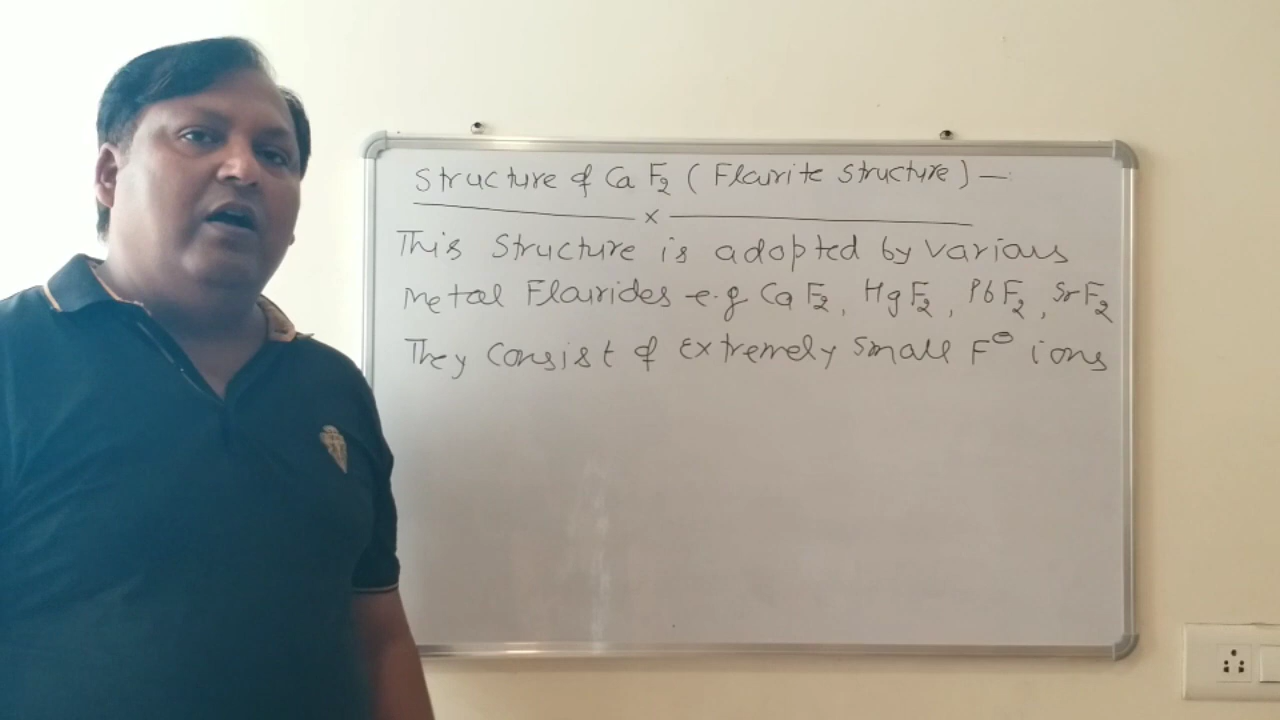 Structure of CaF₂ (Flourite structure) —:
x
This Structure is adopted by various
Metal Flourides e.g CaF₂, HgF₂, PbF₂, SrF₂
They Consist of extremely small F⊖ ions